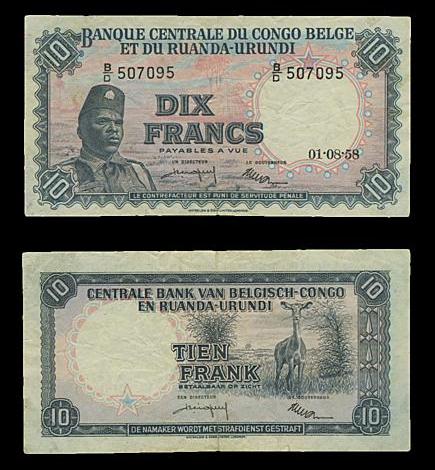 10 BANQUE CENTRALE DU CONGO BELGE 10
ET DU RUANDA-URUNDI
B/D 507095 B/D 507095
DIX
FRANCS
PAYABLES A VUE
UN DIRECTEUR LE GOUVERNEUR
01-08-58
10 10
LE CONTREFACTEUR EST PUNI DE SERVITUDE PÉNALE
10 10
CENTRALE BANK VAN BELGISCH-CONGO
EN RUANDA-URUNDI
TIEN
FRANK
BETAALBAAR OP ZICHT
EEN DIRECTEUR DE GOUVERNEUR
10 10
DE NAMAKER WORDT MET STRAFDIENST GESTRAFT